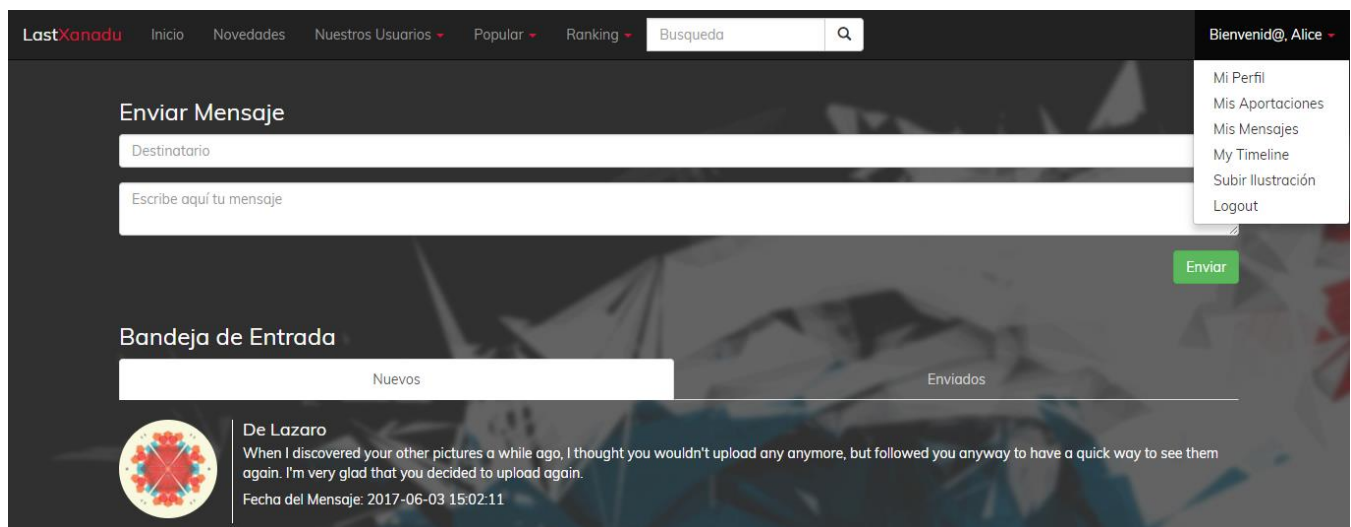 LastXanadu Inicio Novedades Nuestros Usuarios Popular Ranking Busqueda Bienvenid@, Alice
Mi Perfil
Mis Aportaciones
Mis Mensajes
My Timeline
Subir Ilustración
Logout
Enviar Mensaje
Destinatario
Escribe aquí tu mensaje
Enviar
Bandeja de Entrada
Nuevos Enviados
De Lazaro
When I discovered your other pictures a while ago, I thought you wouldn't upload any anymore, but followed you anyway to have a quick way to see them
again. I'm very glad that you decided to upload again.
Fecha del Mensaje: 2017-06-03 15:02:11